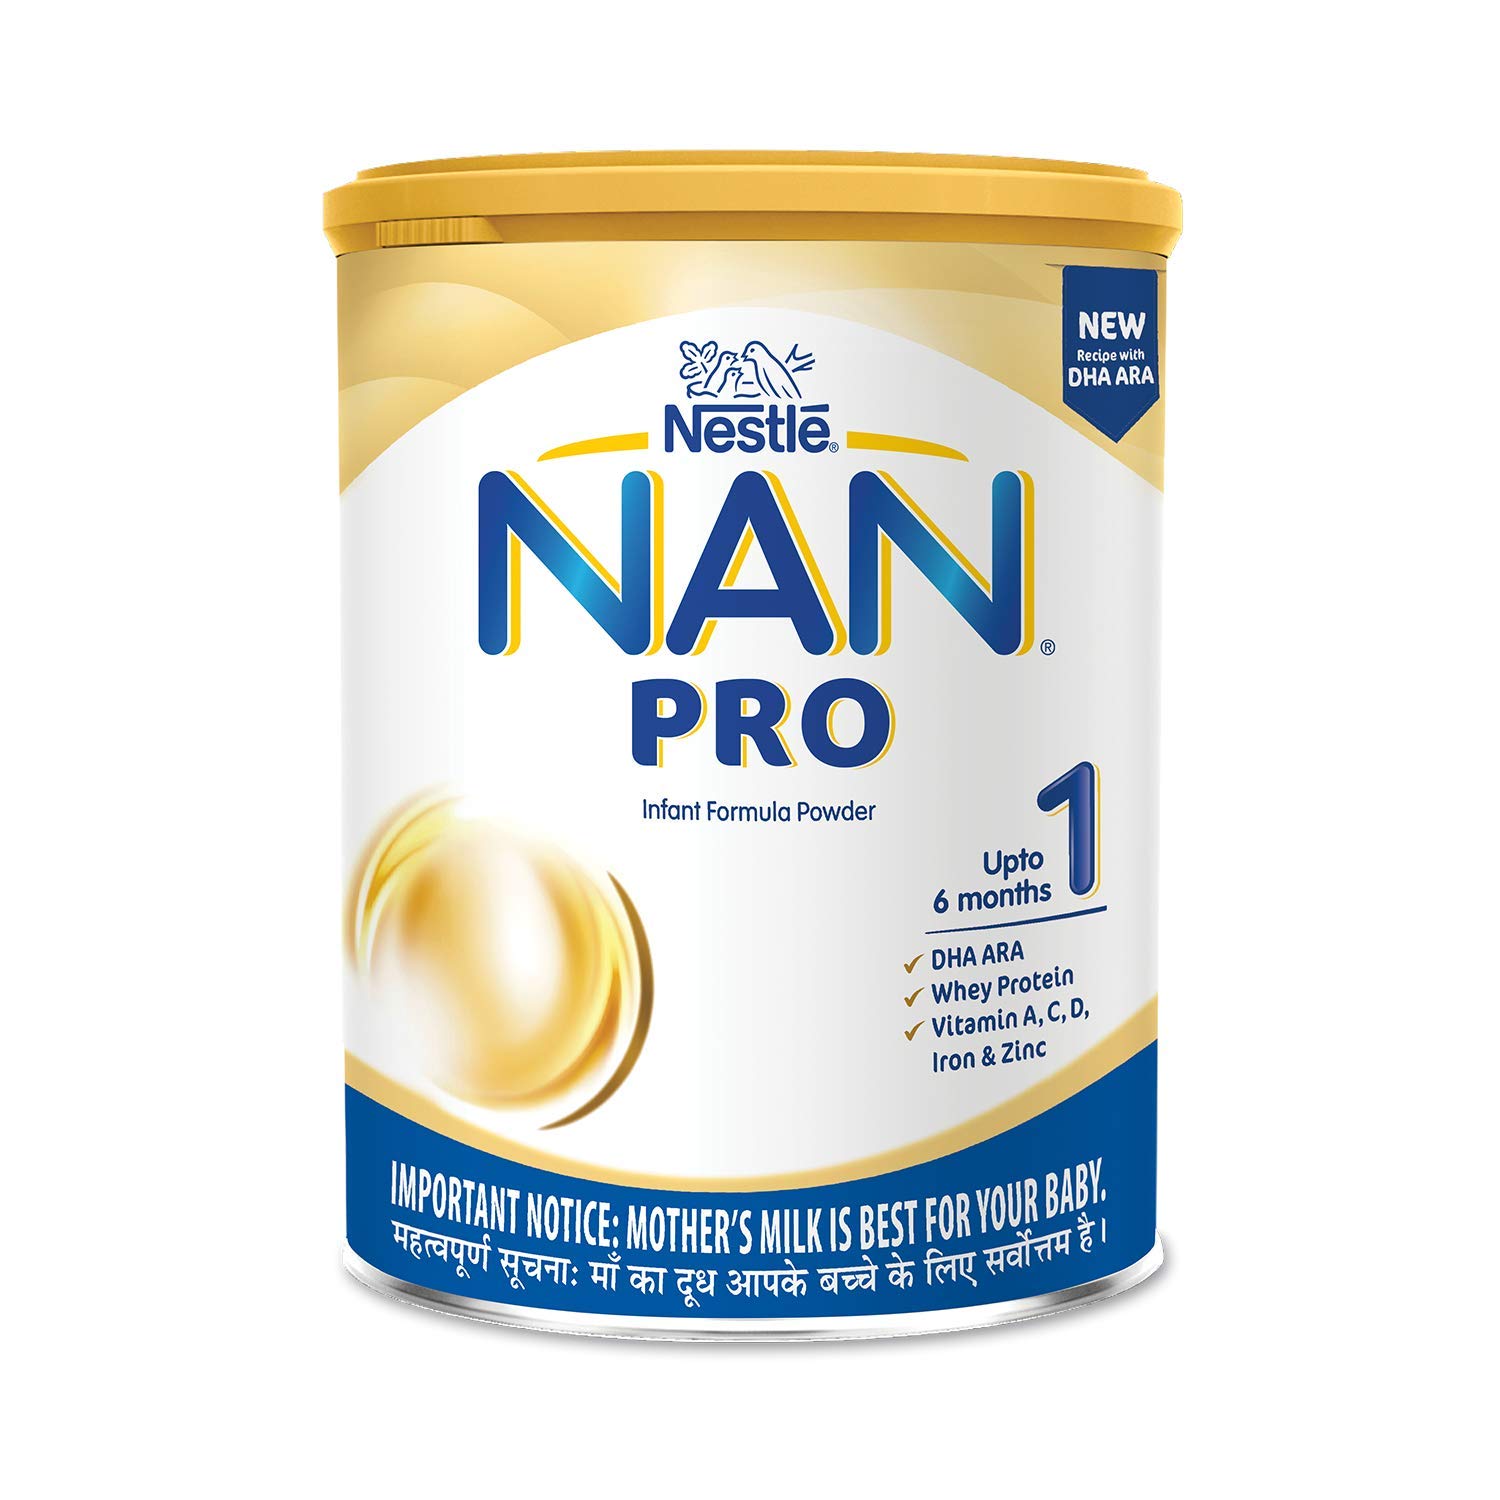 NEW
Recipe with
DHA ARA
Nestlé®
NAN®
PRO
Infant Formula Powder
1
Upto
6 months
✓ DHA ARA
✓ Whey Protein
✓ Vitamin A, C, D,
Iron & Zinc
IMPORTANT NOTICE: MOTHER'S MILK IS BEST FOR YOUR BABY.
महत्वपूर्ण सूचना: माँ का दूध आपके बच्चे के लिए सर्वोत्तम है।